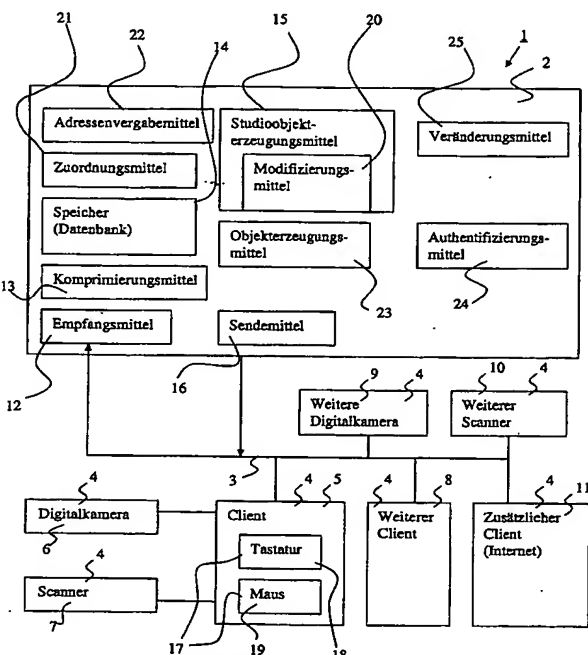 21
22
14
15
20
25
1
2
Adressenvergabemittel
Zuordnungsmittel
Speicher
(Datenbank)
Komprimierungsmittel
13
Empfangsmittel
12
Studioobjekt-
erzeugungsmittel
Modifizierungs-
mittel
Objekterzeugungs-
mittel
23
Sendemittel
16
Veränderungsmittel
Authentifizierungs-
mittel
24
9
4
Weitere
Digitalkamera
10
4
Weiterer
Scanner
3
4
Digitalkamera
6
4
Scanner
7
4
5
Client
Tastatur
Maus
17
19
18
4
8
Weiterer
Client
4
11
Zusätzlicher
Client
(Internet)